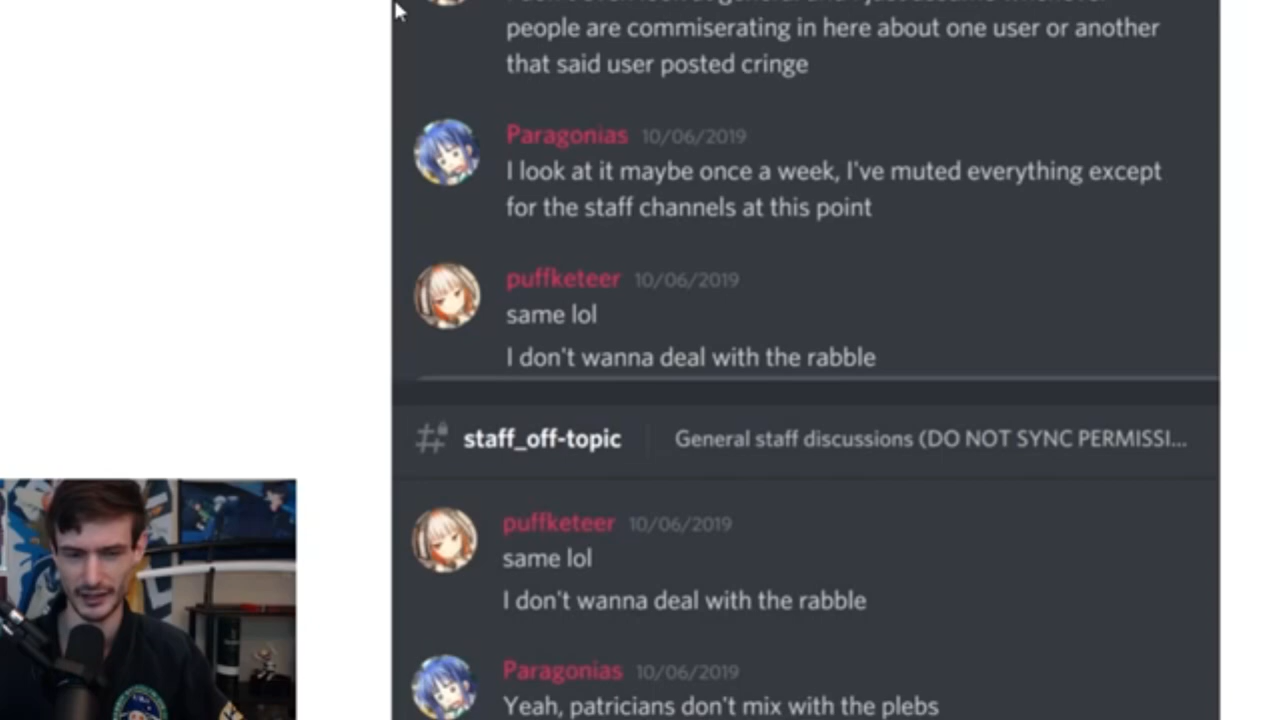 people are commiserating in here about one user or another
that said user posted cringe
Paragonias 10/06/2019
I look at it maybe once a week, I've muted everything except
for the staff channels at this point
puffketeer 10/06/2019
same lol
I don't wanna deal with the rabble
staff_off-topic General staff discussions (DO NOT SYNC PERMISSI...
puffketeer 10/06/2019
same lol
I don't wanna deal with the rabble
Paragonias 10/06/2019
Yeah, patricians don't mix with the plebs